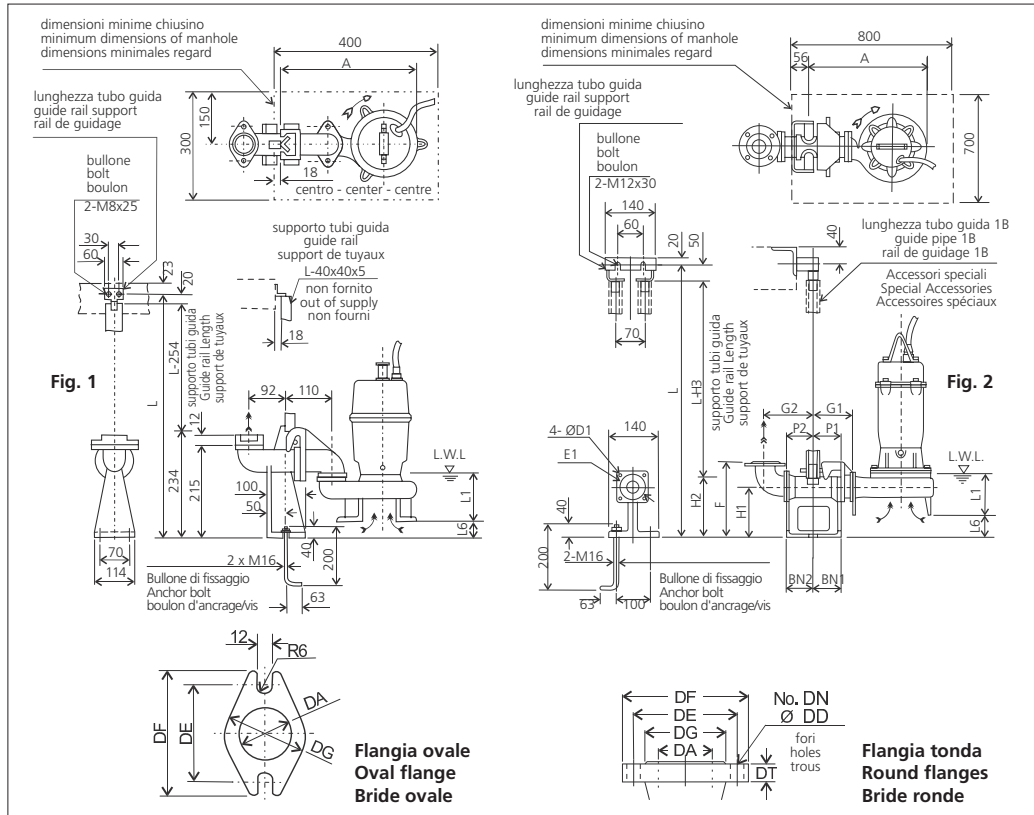 dimensioni minime chiusino
minimum dimensions of manhole
dimensions minimales regard
400
A
300
150
lunghezza tubo guida
guide rail support
rail de guidage
18
centro - center - centre
bullone
bolt
boulon
2-M8x25
30
60
23
20
supporto tubi guida
guide rail
support de tuyaux
L-40x40x5
non fornito
out of supply
non fourni
18
Fig. 1
L
L-254
supporto tubi guida
Guide rail Length
support de tuyaux
12
92
110
234
215
100
50
L.W.L
L1
L6
40
200
70
114
2 x M16
63
Bullone di fissaggio
Anchor bolt
boulon d'ancrage/vis
12
R6
DF
DE
DA
DG
Flangia ovale
Oval flange
Bride ovale
dimensioni minime chiusino
minimum dimensions of manhole
dimensions minimales regard
800
56
A
700
lunghezza tubo guida
guide rail support
rail de guidage
bullone
bolt
boulon
2-M12x30
140
60
20
50
70
40
lunghezza tubo guida 1B
guide pipe 1B
rail de guidage 1B
Accessori speciali
Special Accessories
Accessoires spéciaux
L
L-H3
supporto tubi guida
Guide rail Length
support de tuyaux
Fig. 2
G2
G1
P2
P1
4- ØD1
140
E1
L.W.L.
L1
L6
F
H1
H2
40
200
2-M16
63
100
BN2
BN1
Bullone di fissaggio
Anchor bolt
boulon d'ancrage/vis
DF
DE
DG
DA
No. DN
Ø DD
fori
holes
trous
DT
Flangia tonda
Round flanges
Bride ronde